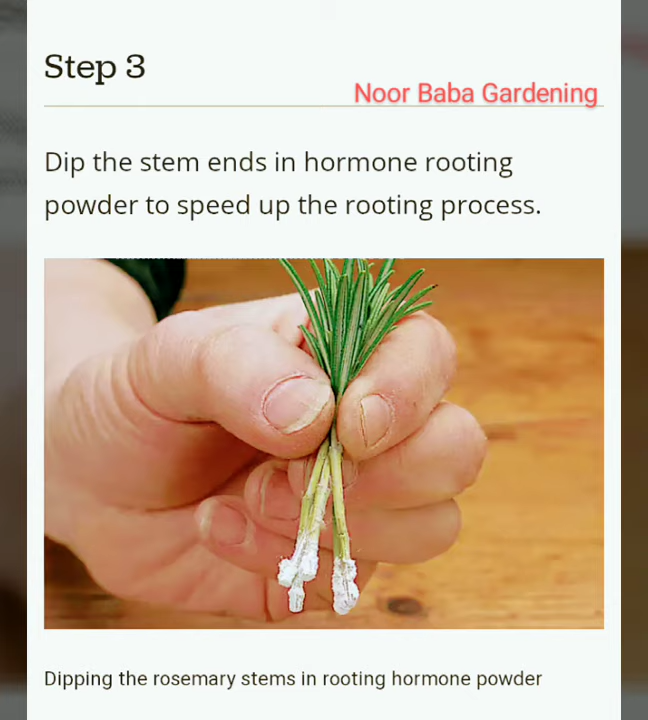 Step 3
Noor Baba Gardening
Dip the stem ends in hormone rooting
powder to speed up the rooting process.
Dipping the rosemary stems in rooting hormone powder